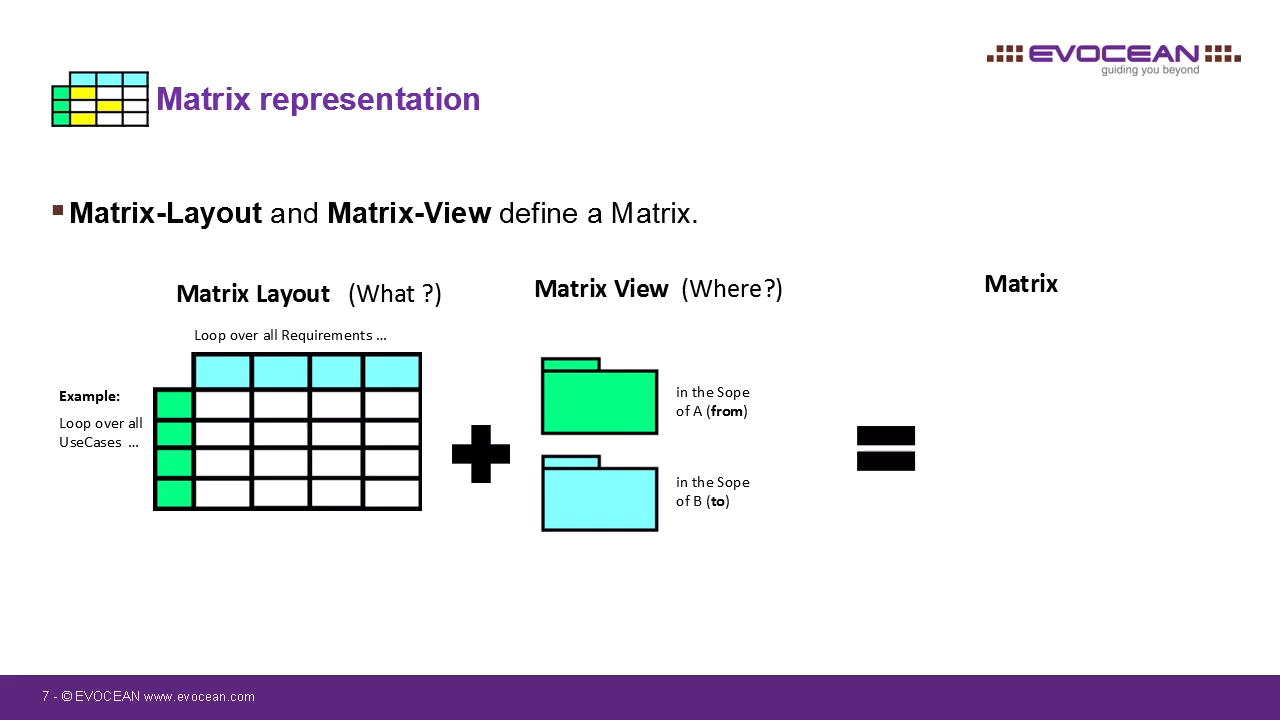 EVOCEAN
guiding you beyond
Matrix representation
Matrix-Layout and Matrix-View define a Matrix.
Matrix Layout (What ?)
Matrix View (Where?)
Matrix
Loop over all Requirements ...
Example:
Loop over all
UseCases ...
in the Sope
of A (from)
in the Sope
of B (to)
7 - © EVOCEAN www.evocean.com